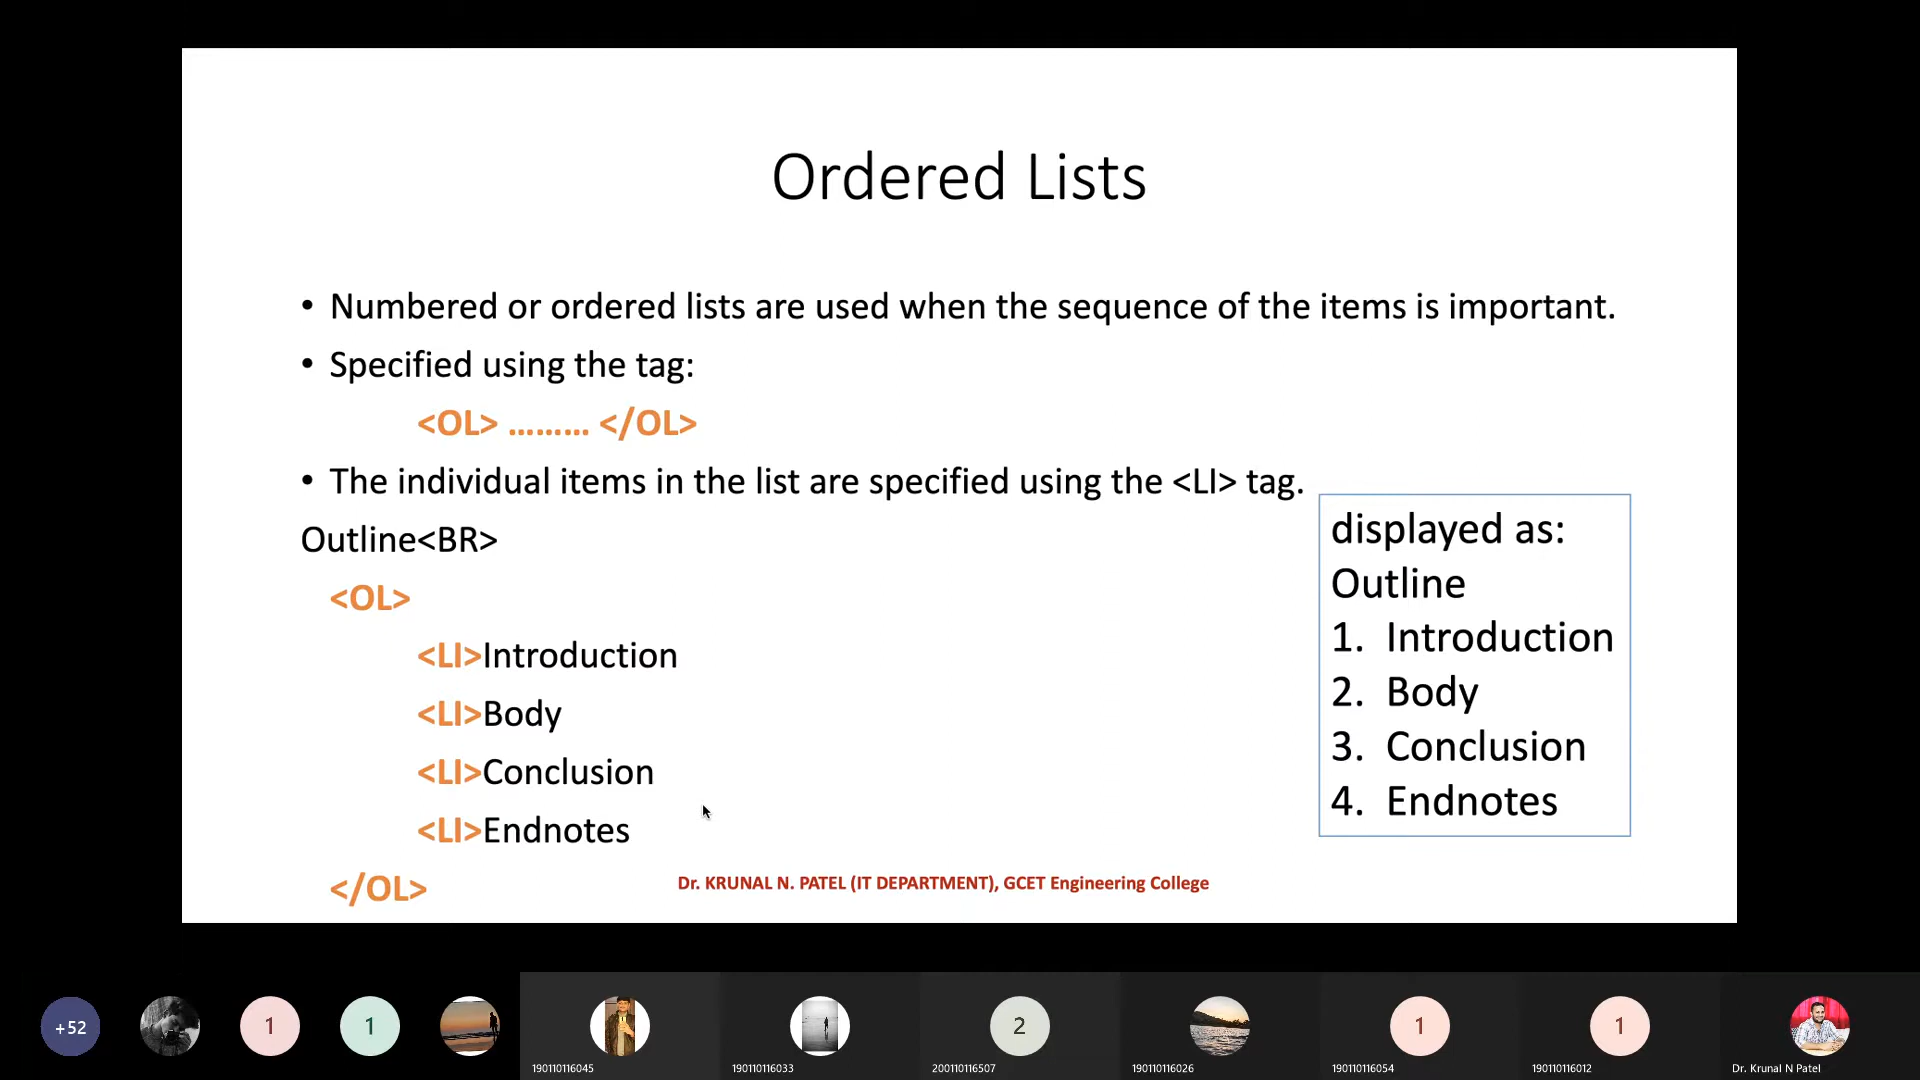 Ordered Lists
• Numbered or ordered lists are used when the sequence of the items is important.
• Specified using the tag:
<OL> ......... </OL>
• The individual items in the list are specified using the <LI> tag.
Outline<BR>
<OL>
<LI>Introduction
<LI>Body
<LI>Conclusion
<LI>Endnotes
</OL>
displayed as:
Outline
1. Introduction
2. Body
3. Conclusion
4. Endnotes
Dr. KRUNAL N. PATEL (IT DEPARTMENT), GCET Engineering College
+52
1
1
2
1
1
190110116045
190110116033
200110116507
190110116026
190110116054
190110116012
Dr. Krunal N Patel